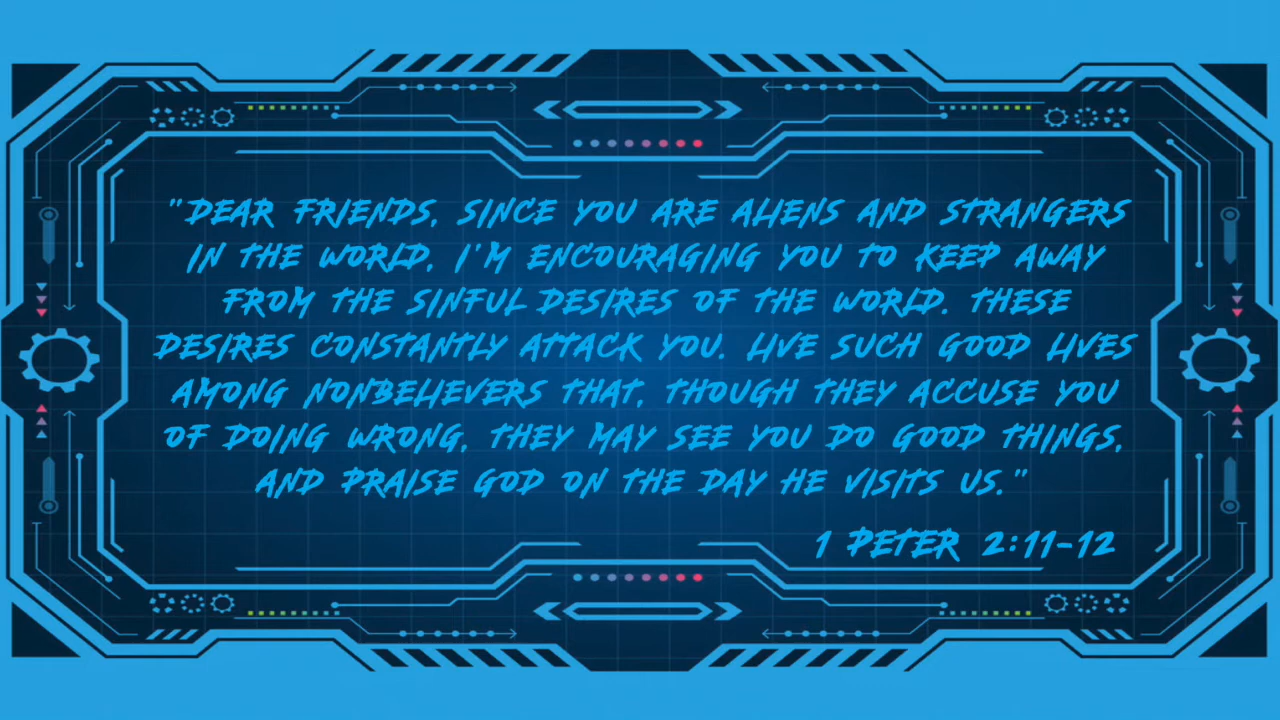 "DEAR FRIENDS, SINCE YOU ARE ALIENS AND STRANGERS
IN THE WORLD, I'M ENCOURAGING YOU TO KEEP AWAY
FROM THE SINFUL DESIRES OF THE WORLD. THESE
DESIRES CONSTANTLY ATTACK YOU. LIVE SUCH GOOD LIVES
AMONG NONBELIEVERS THAT, THOUGH THEY ACCUSE YOU
OF DOING WRONG, THEY MAY SEE YOU DO GOOD THINGS,
AND PRAISE GOD ON THE DAY HE VISITS US."
1 PETER 2:11-12